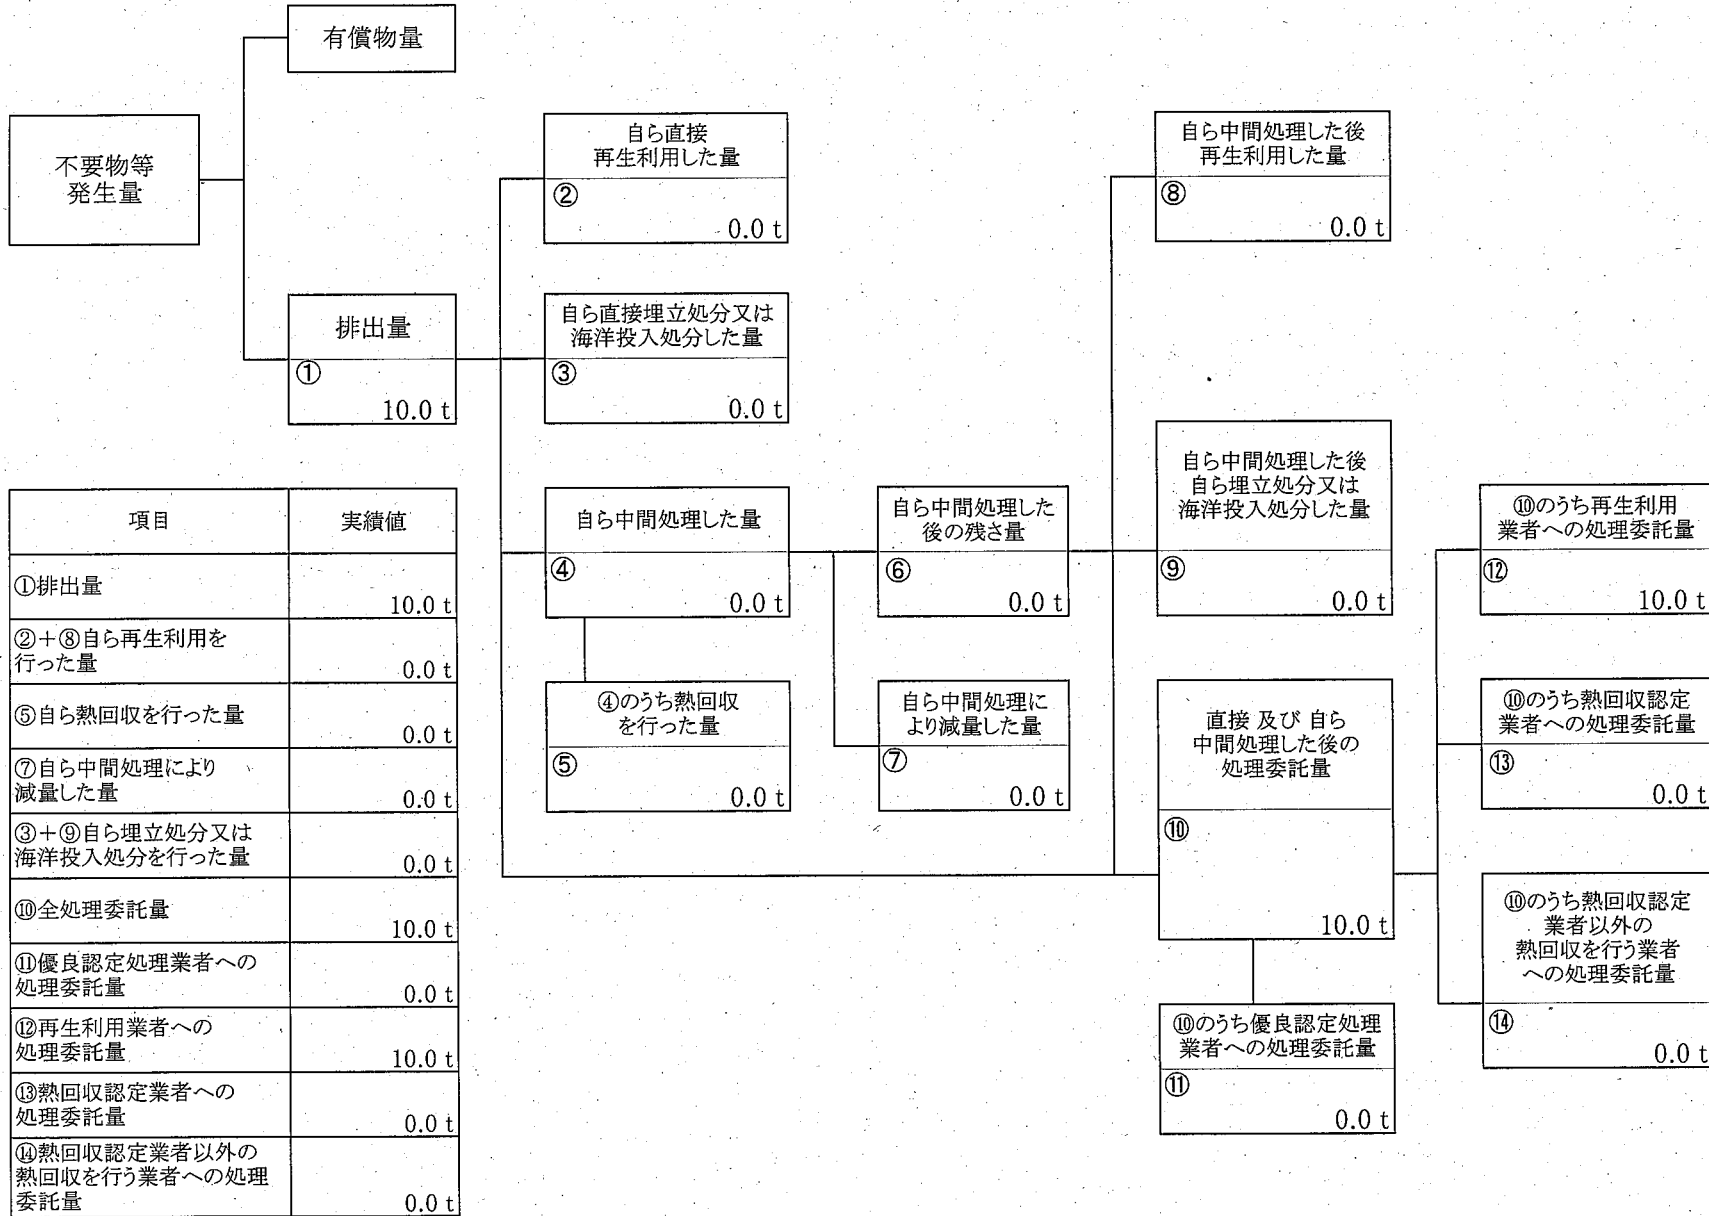 有償物量
不要物等
発生量
排出量
①
10.0 t
自ら直接
再生利用した量
②
0.0 t
自ら直接埋立処分又は
海洋投入処分した量
③
0.0 t
自ら中間処理した量
④
0.0 t
④のうち熱回収
を行った量
⑤
0.0 t
自ら中間処理した
後の残さ量
⑥
0.0 t
自ら中間処理に
より減量した量
⑦
0.0 t
自ら中間処理した後
再生利用した量
⑧
0.0 t
自ら中間処理した後
自ら埋立処分又は
海洋投入処分した量
⑨
0.0 t
直接 及び 自ら
中間処理した後の
処理委託量
⑩
10.0 t
⑩のうち優良認定処理
業者への処理委託量
⑪
0.0 t
⑩のうち再生利用
業者への処理委託量
⑫
10.0 t
⑩のうち熱回収認定
業者への処理委託量
⑬
0.0 t
⑩のうち熱回収認定
業者以外の
熱回収を行う業者
への処理委託量
⑭
0.0 t
項目 実績値
①排出量
10.0 t
②＋⑧自ら再生利用を
行った量
0.0 t
⑤自ら熱回収を行った量
0.0 t
⑦自ら中間処理により
減量した量
0.0 t
③＋⑨自ら埋立処分又は
海洋投入処分を行った量
0.0 t
⑩全処理委託量
10.0 t
⑪優良認定処理業者への
処理委託量
0.0 t
⑫再生利用業者への
処理委託量
10.0 t
⑬熱回収認定業者への
処理委託量
0.0 t
⑭熱回収認定業者以外の
熱回収を行う業者への処理
委託量
0.0 t